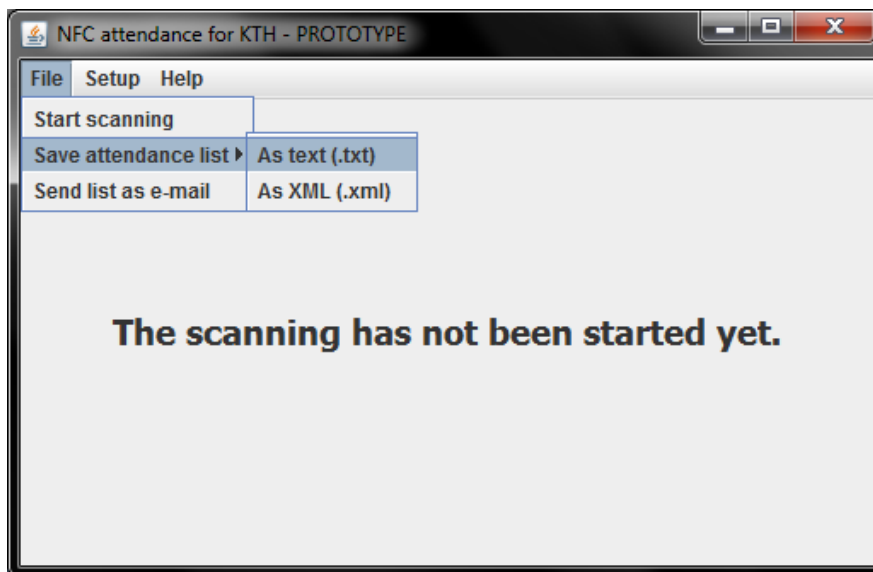 NFC attendance for KTH - PROTOTYPE
File Setup Help
Start scanning
Save attendance list As text (.txt)
Send list as e-mail As XML (.xml)
The scanning has not been started yet.